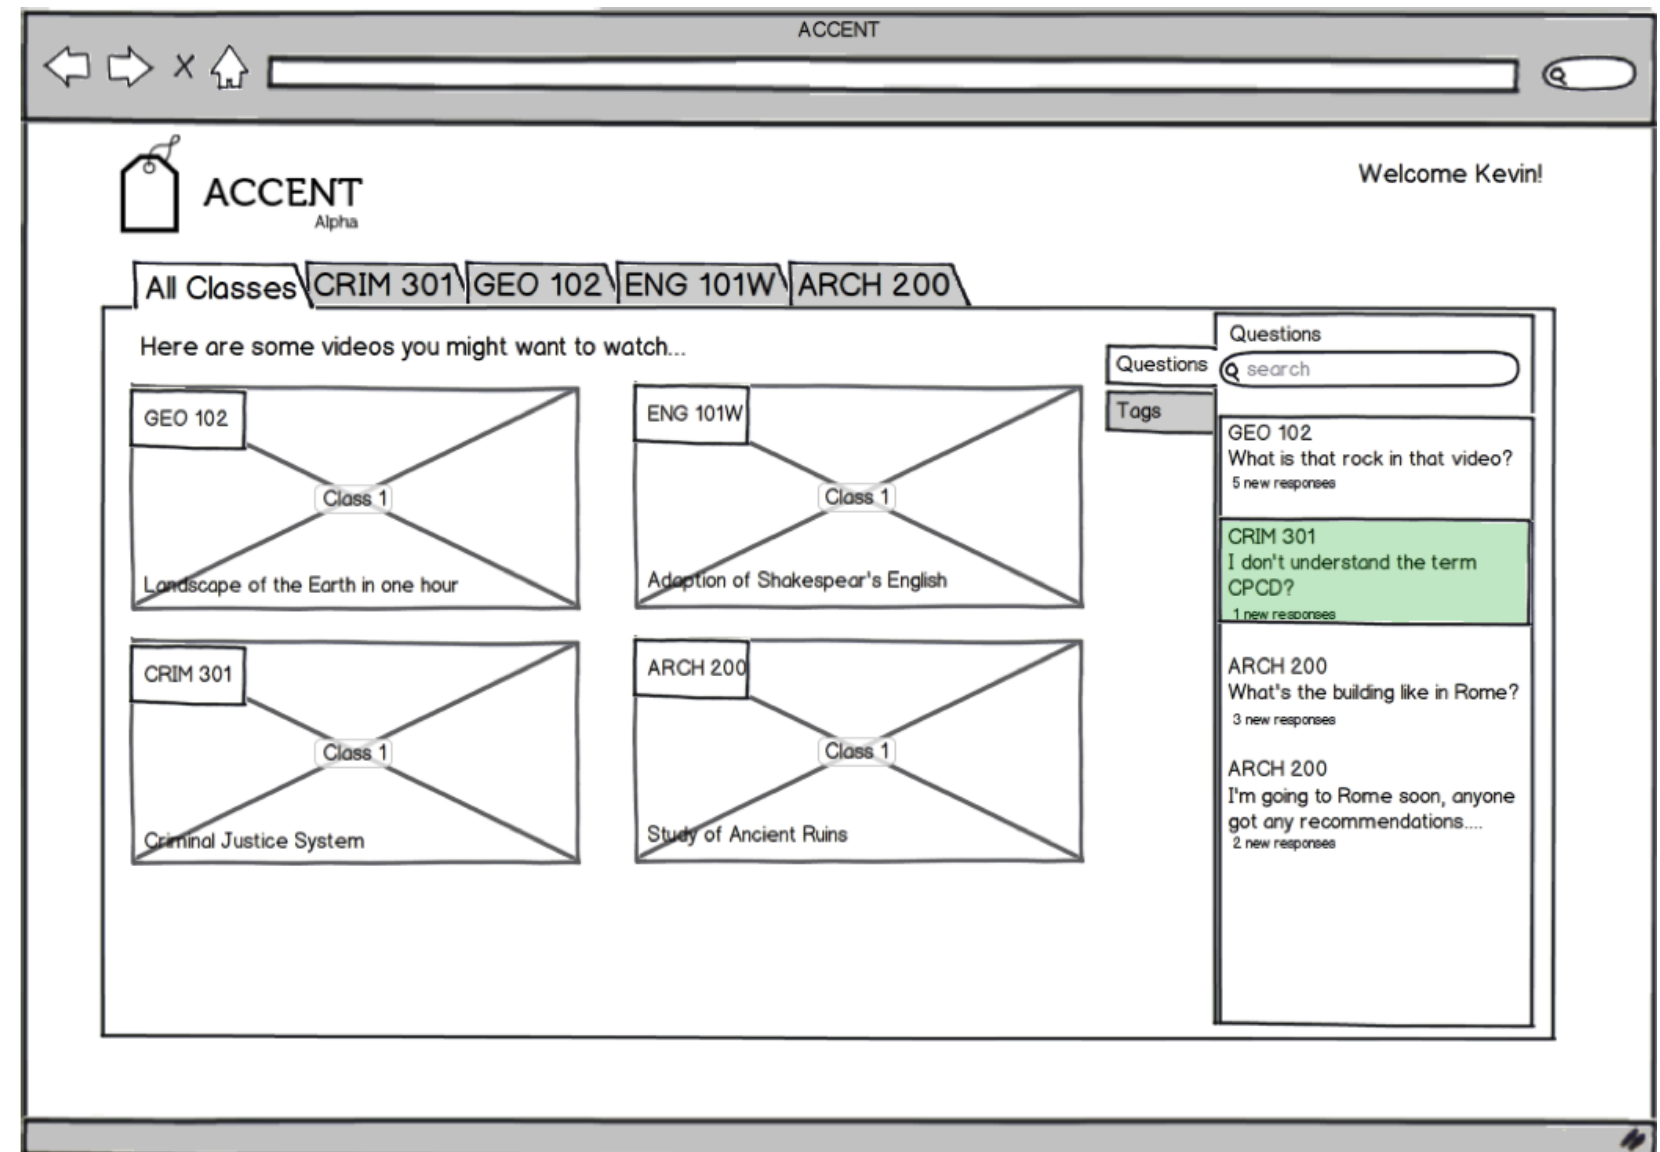 ACCENT
ACCENT
Alpha
Welcome Kevin!
All Classes
CRIM 301
GEO 102
ENG 101W
ARCH 200
Here are some videos you might want to watch...
GEO 102
Class 1
Landscape of the Earth in one hour
ENG 101W
Class 1
Adaption of Shakespear's English
CRIM 301
Class 1
Criminal Justice System
ARCH 200
Class 1
Study of Ancient Ruins
Questions
Tags
Questions
search
GEO 102
What is that rock in that video?
5 new responses
CRIM 301
I don't understand the term
CPCD?
1 new responses
ARCH 200
What's the building like in Rome?
3 new responses
ARCH 200
I'm going to Rome soon, anyone
got any recommendations....
2 new responses